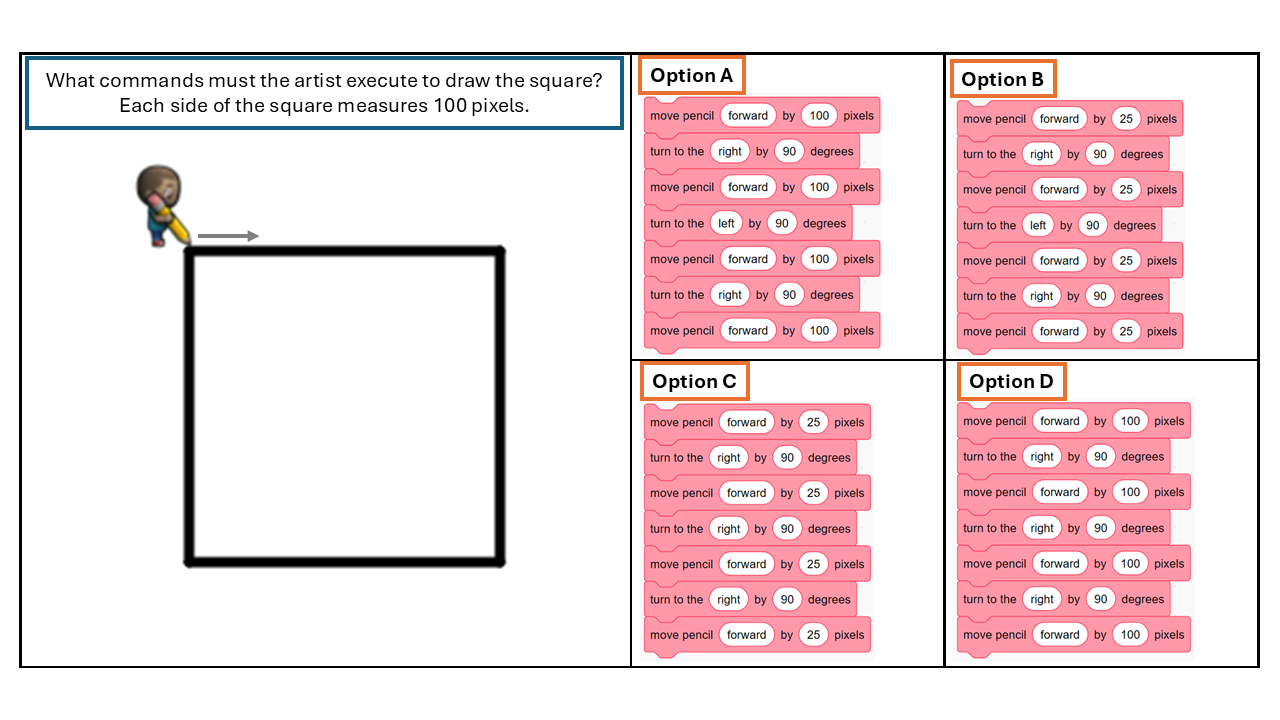 What commands must the artist execute to draw the square?
Each side of the square measures 100 pixels.
Option A
move pencil forward by 100 pixels
turn to the right by 90 degrees
move pencil forward by 100 pixels
turn to the left by 90 degrees
move pencil forward by 100 pixels
turn to the right by 90 degrees
move pencil forward by 100 pixels
Option B
move pencil forward by 25 pixels
turn to the right by 90 degrees
move pencil forward by 25 pixels
turn to the left by 90 degrees
move pencil forward by 25 pixels
turn to the right by 90 degrees
move pencil forward by 25 pixels
Option C
move pencil forward by 25 pixels
turn to the right by 90 degrees
move pencil forward by 25 pixels
turn to the right by 90 degrees
move pencil forward by 25 pixels
turn to the right by 90 degrees
move pencil forward by 25 pixels
Option D
move pencil forward by 100 pixels
turn to the right by 90 degrees
move pencil forward by 100 pixels
turn to the right by 90 degrees
move pencil forward by 100 pixels
turn to the right by 90 degrees
move pencil forward by 100 pixels